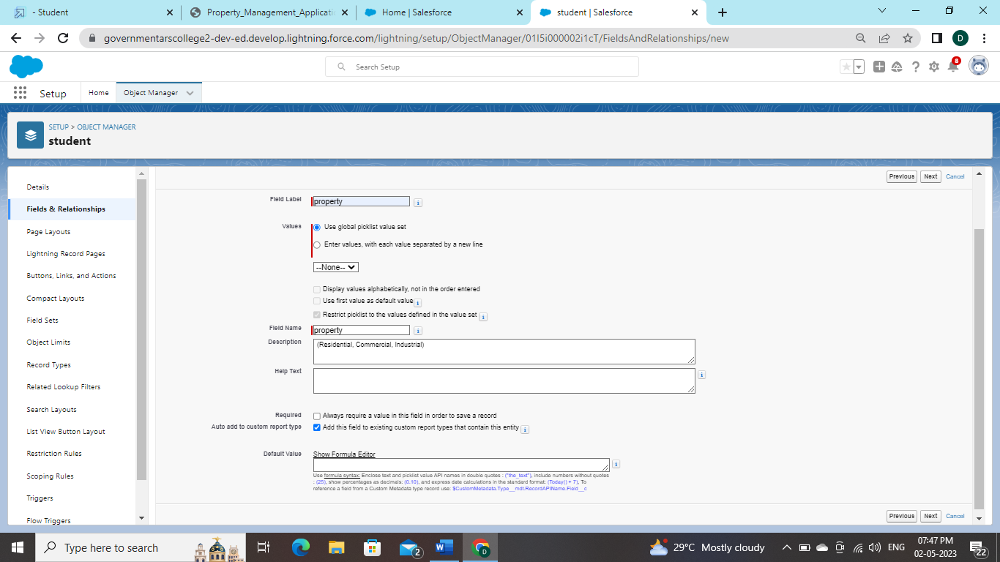 - Student
Property_Management_Applicati
Home | Salesforce
student | Salesforce
governmentarscollege2-dev-ed.develop.lightning.force.com/lightning/setup/ObjectManager/01I5i000002i1cT/FieldsAndRelationships/new
D
Search Setup
8
Setup
Home
Object Manager
SETUP > OBJECT MANAGER
student
Details
Fields & Relationships
Page Layouts
Lightning Record Pages
Buttons, Links, and Actions
Compact Layouts
Field Sets
Object Limits
Record Types
Related Lookup Filters
Search Layouts
List View Button Layout
Restriction Rules
Scoping Rules
Triggers
Flow Triggers
Previous Next Cancel
Field Label property
Values Use global picklist value set
Enter values, with each value separated by a new line
--None--
Display values alphabetically, not in the order entered
Use first value as default value
Restrict picklist to the values defined in the value set
Field Name property
Description (Residential, Commercial, Industrial)
Help Text
Required Always require a value in this field in order to save a record
Auto add to custom report type Add this field to existing custom report types that contain this entity
Default Value Show Formula Editor
Use formula syntax: Enclose text and picklist value API names in double quotes : ("the_text"), include numbers without quotes
: (25), show percentages as decimals: (0.10), and express date calculations in the standard format: (Today() + 7), To
reference a field from a Custom Metadata type record use: $CustomMetadata.Type__mdt.RecordAPIName.Field__c
Previous Next Cancel
Type here to search
2
W
D
29°C Mostly cloudy
ENG
07:47 PM
02-05-2023
22